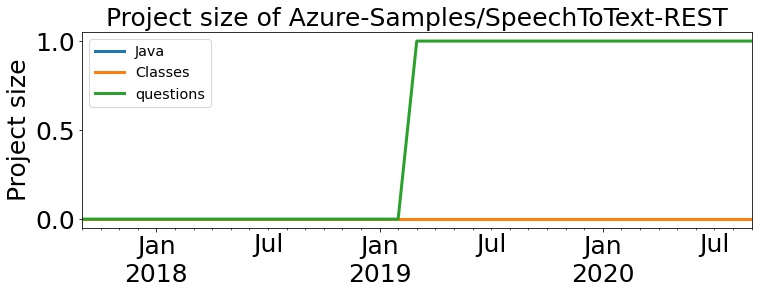 Project size of Azure-Samples/SpeechToText-REST
Project size
1.0
0.5
0.0
Java
Classes
questions
Jan Jul Jan Jul Jan Jul
2018 2019 2020